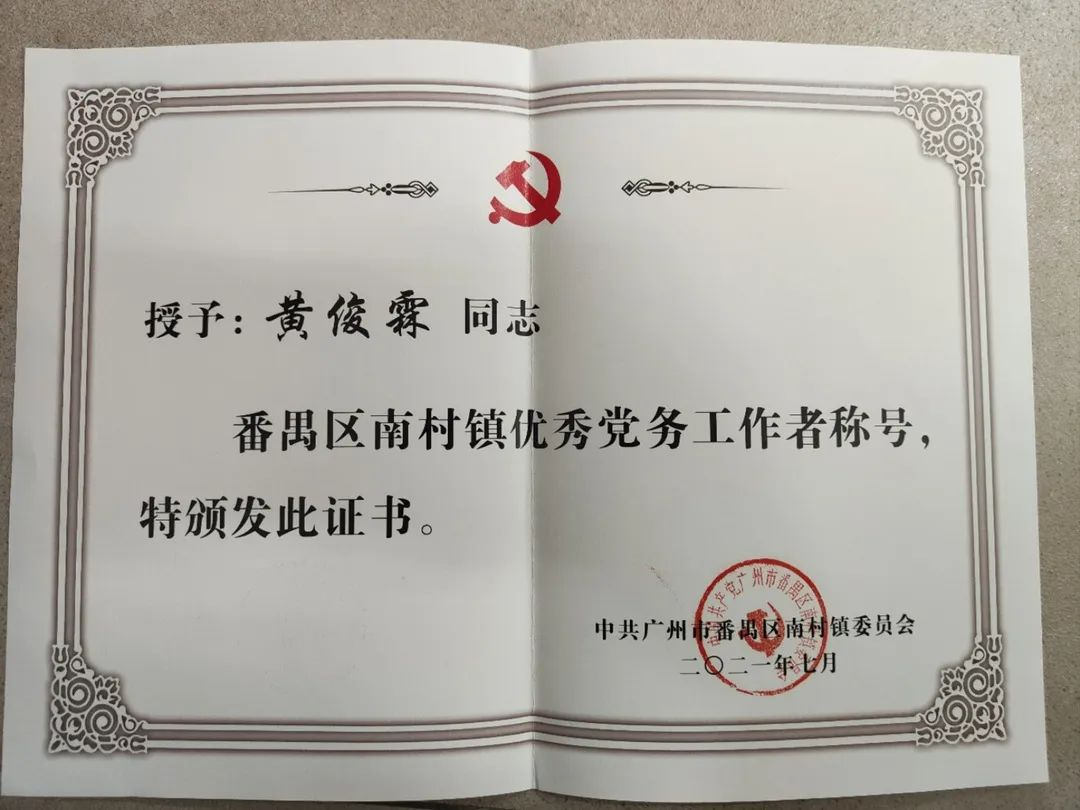 授予：黄俊霖 同志
番禺区南村镇优秀党务工作者称号，
特颁发此证书。
中共广州市番禺区南村镇委员会
二〇二一年七月